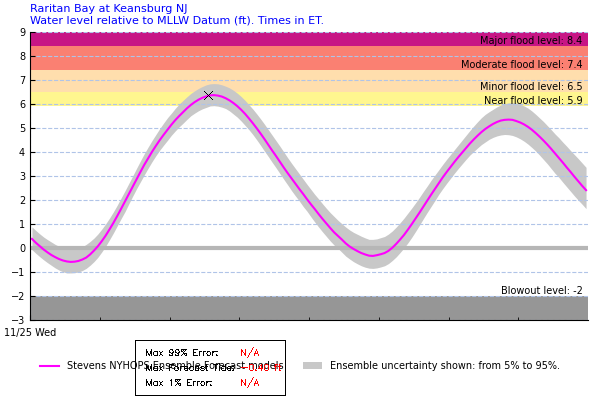 Raritan Bay at Keansburg NJ
Water level relative to MLLW Datum (ft). Times in ET.
9
Major flood level: 8.4
8
Moderate flood level: 7.4
7
Minor flood level: 6.5
Near flood level: 5.9
6
5
4
3
2
1
0
−1
−2
Blowout level: -2
−3
11/25 Wed
Max 99% Error: N/A
Stevens NYHOPS Ensemble Forecast models
Max Forecast Tide:
Ensemble uncertainty shown: from 5% to 95%.
Max 1% Error: N/A